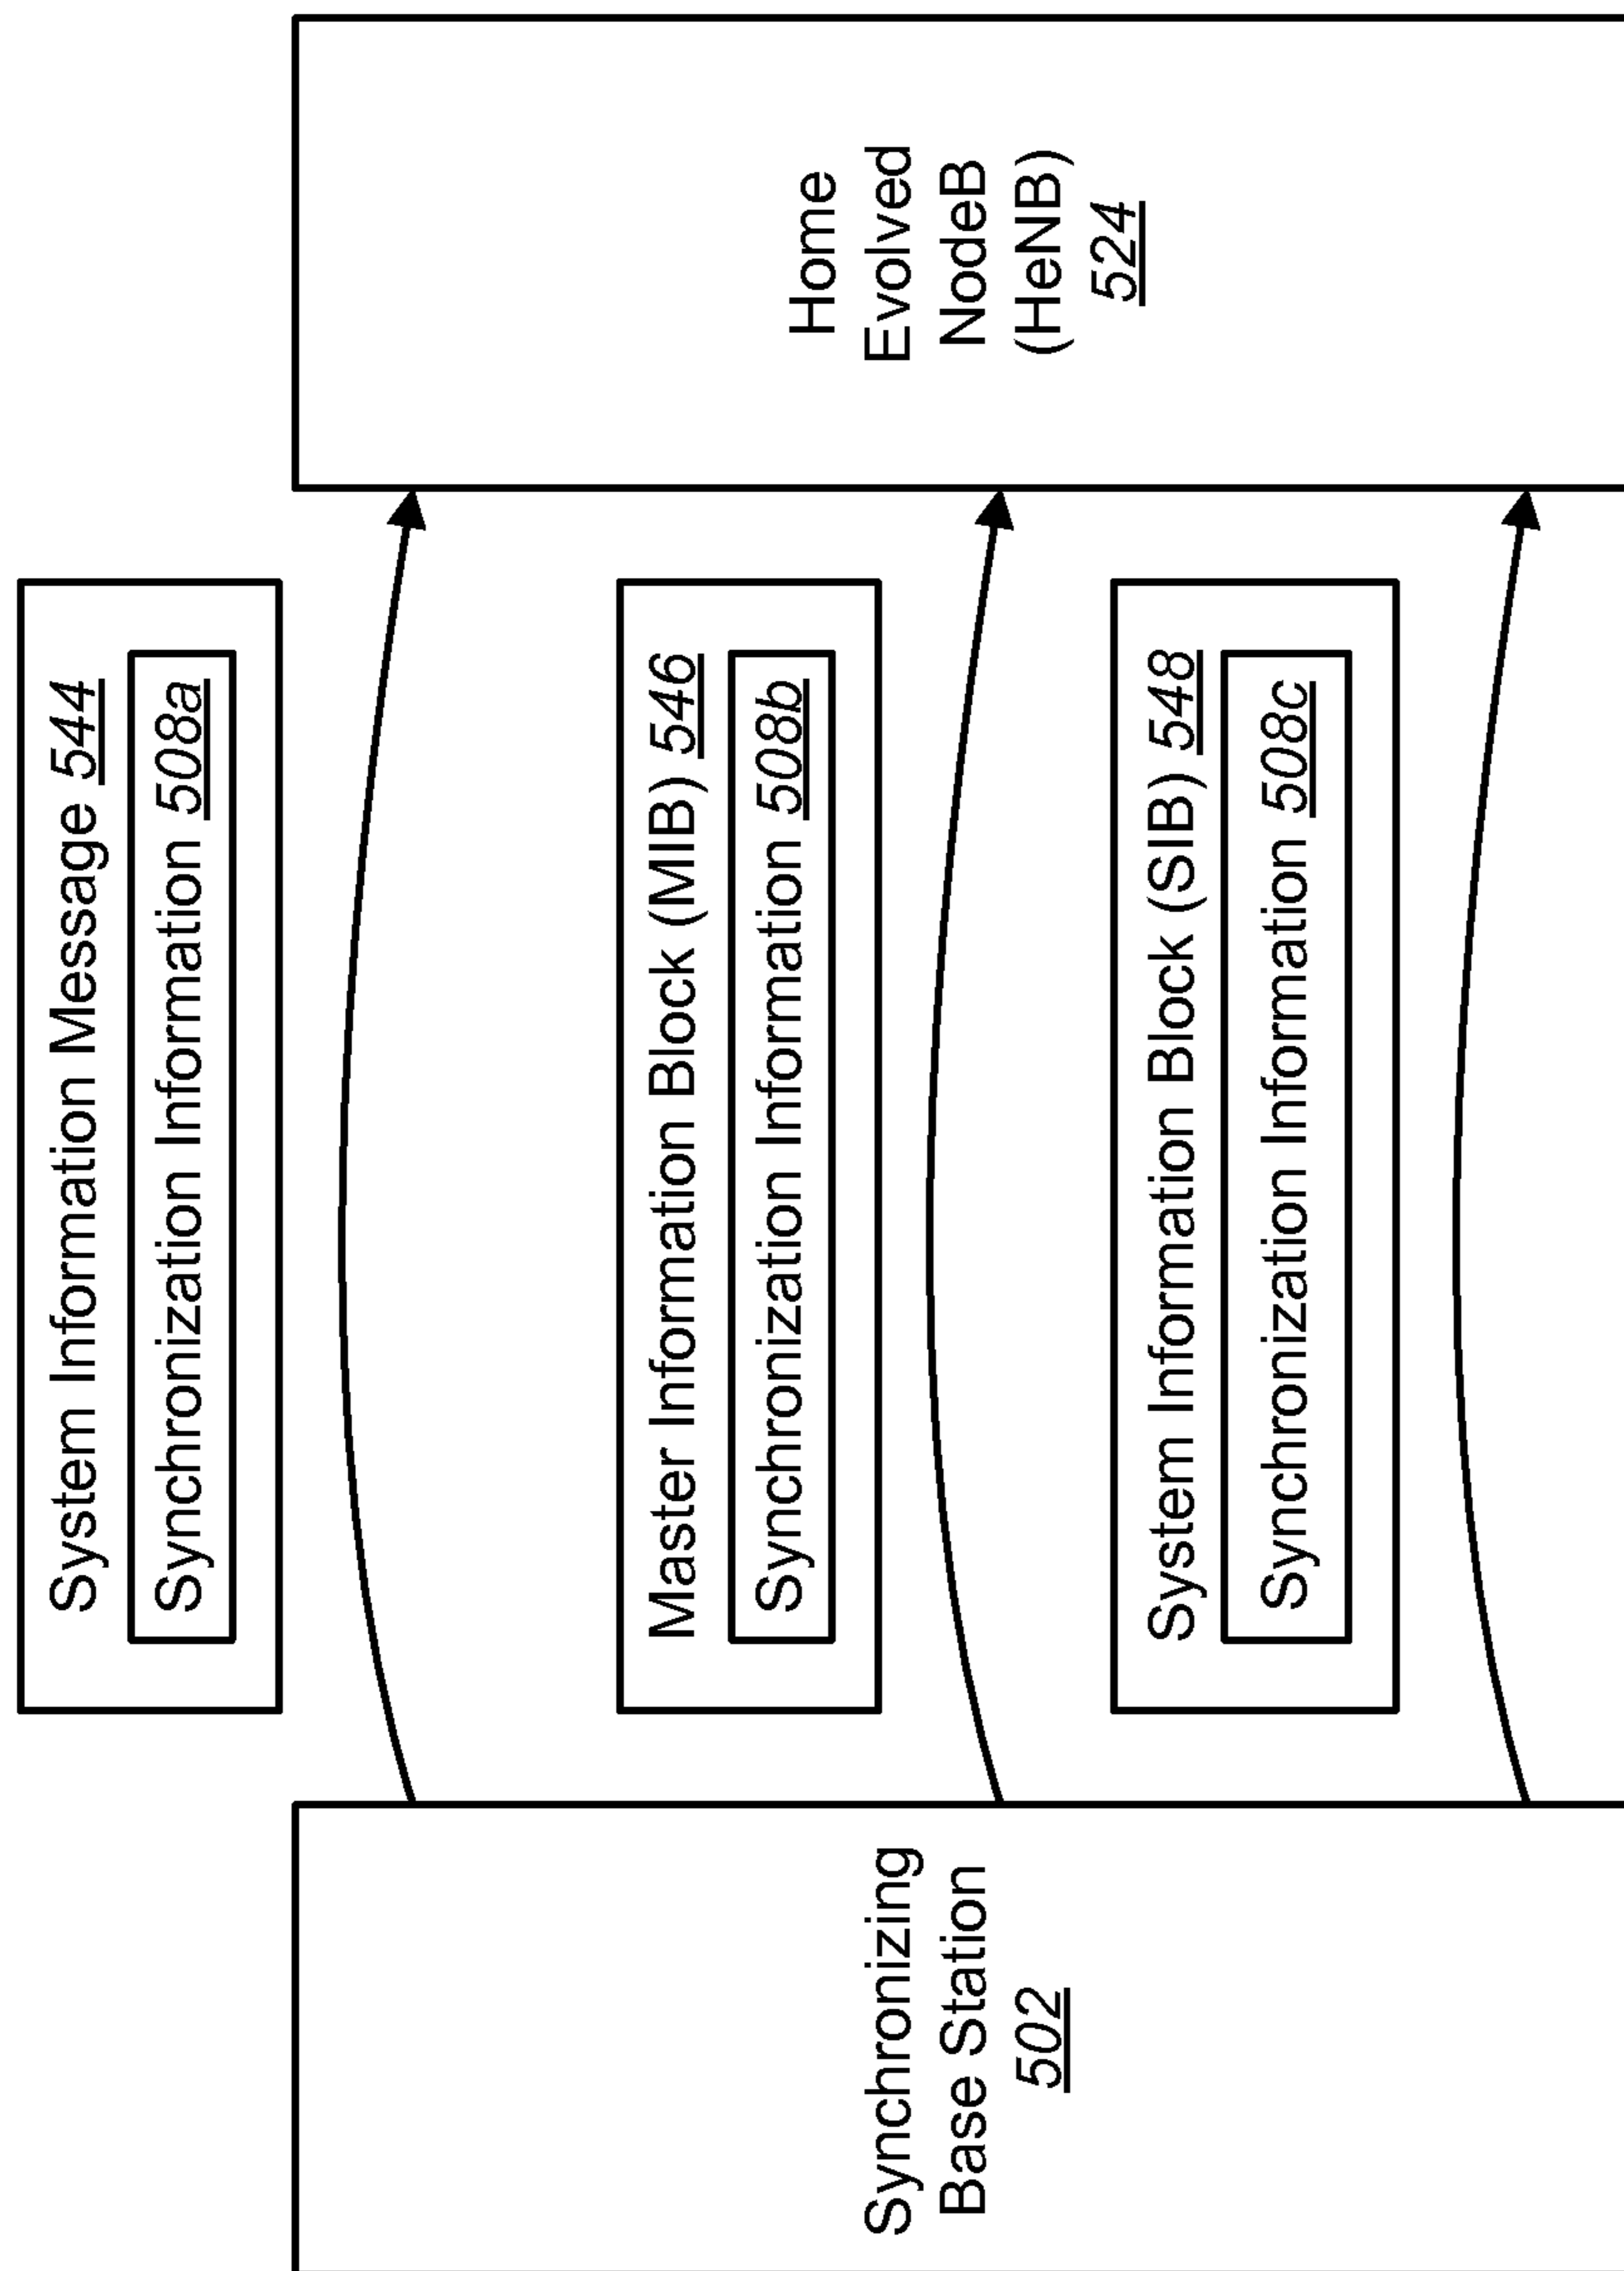 System Information Message 544
Synchronization Information 508a
Master Information Block (MIB) 546
Synchronization Information 508b
System Information Block (SIB) 548
Synchronization Information 508c
Synchronizing
Base Station
502
Home
Evolved
NodeB
(HeNB)
524